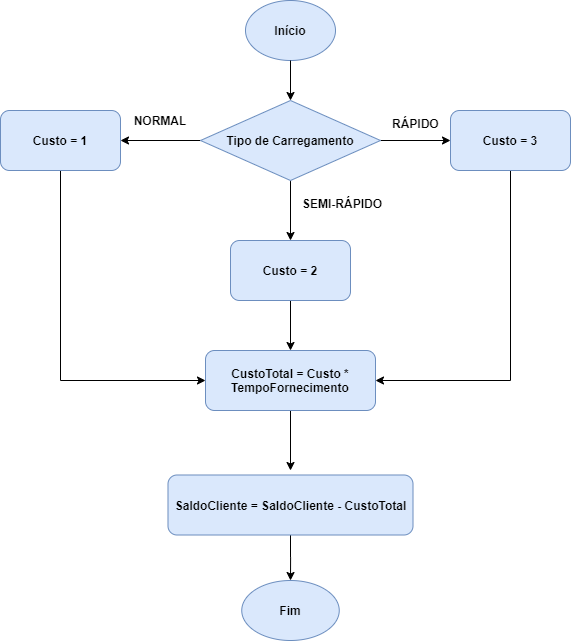 Início
NORMAL
RÁPIDO
Custo = 1
Tipo de Carregamento
Custo = 3
SEMI-RÁPIDO
Custo = 2
CustoTotal = Custo *
TempoFornecimento
SaldoCliente = SaldoCliente - CustoTotal
Fim